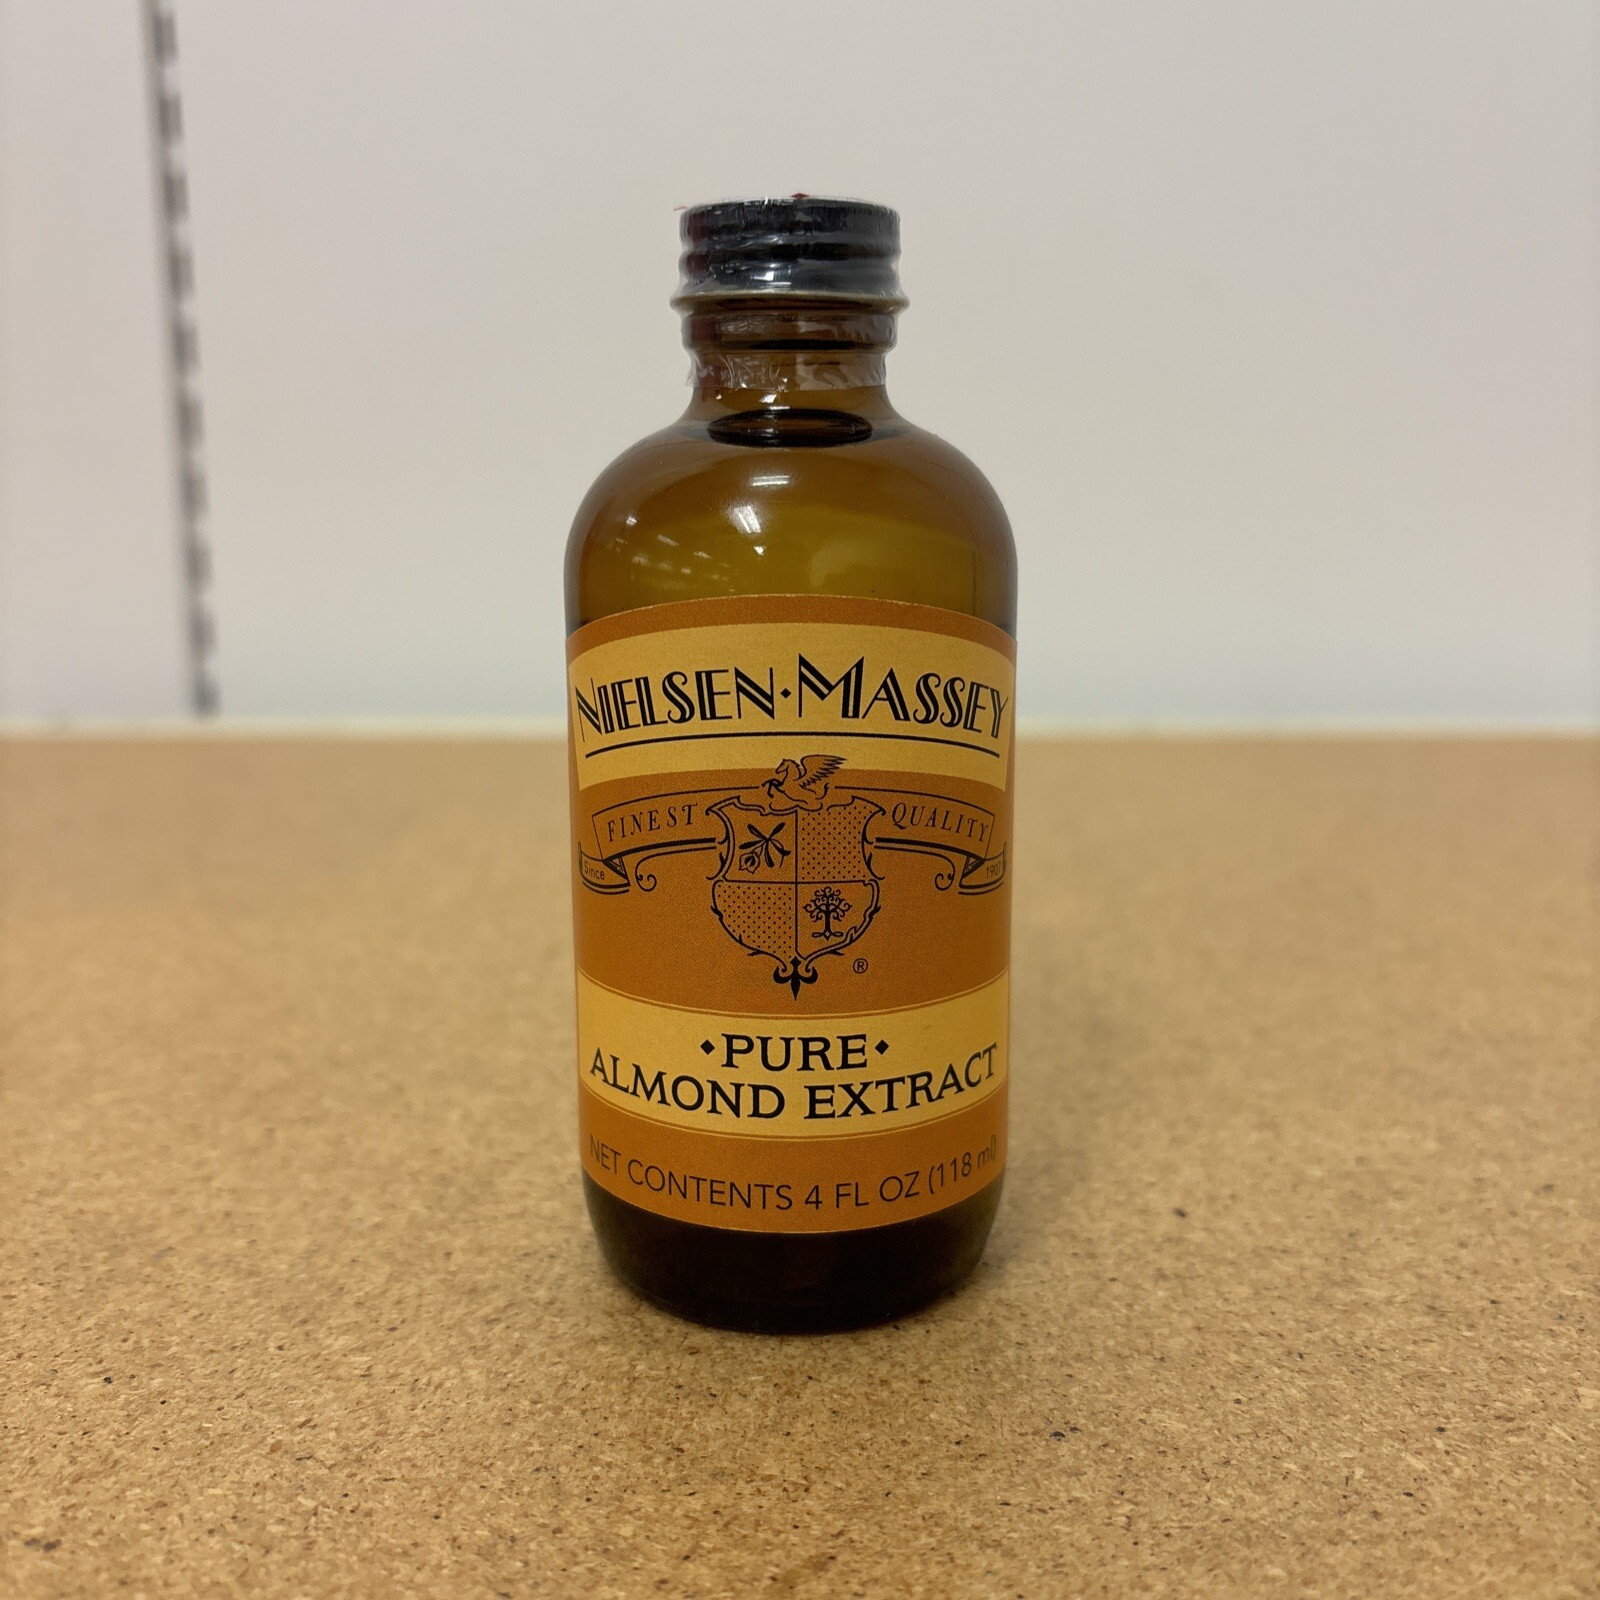 NIELSEN·MASSEY
FINEST QUALITY
Since 1907
®
·PURE·
ALMOND EXTRACT
NET CONTENTS 4 FL OZ (118 ml)